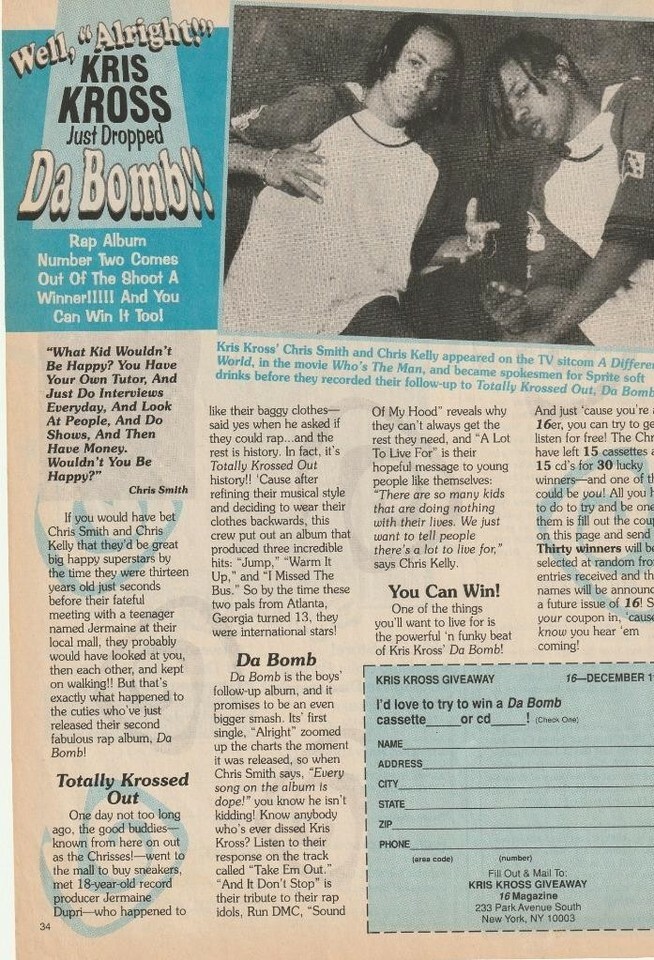 Well, "Alright!"
KRIS
KROSS
Just Dropped
Da Bomb!!
Rap Album
Number Two Comes
Out Of The Shoot A
Winner!!!!! And You
Can Win It Too!
Kris Kross' Chris Smith and Chris Kelly appeared on the TV sitcom A Differe
World, in the movie Who's The Man, and became spokesmen for Sprite soft
drinks before they recorded their follow-up to Totally Krossed Out, Da Bomb
"What Kid Wouldn't
Be Happy? You Have
Your Own Tutor, And
Just Do Interviews
Everyday, And Look
At People, And Do
Shows, And Then
Have Money.
Wouldn't You Be
Happy?"
Chris Smith
If you would have bet
Chris Smith and Chris
Kelly that they'd be great
big happy superstars by
the time they were thirteen
years old just seconds
before their fateful
meeting with a teenager
named Jermaine at their
local mall, they probably
would have looked at you,
then each other, and kept
on walking!! But that's
exactly what happened to
the cuties who've just
released their second
fabulous rap album, Da
Bomb!
Totally Krossed
Out
One day not too long
ago, the good buddies—
known from here on out
as the Chrisses!—went to
the mall to buy sneakers,
met 18-year-old record
producer Jermaine
Dupri—who happened to
34
like their baggy clothes—
said yes when he asked if
they could rap...and the
rest is history. In fact, it's
Totally Krossed Out
history!! 'Cause after
refining their musical style
and deciding to wear their
clothes backwards, this
crew put out an album that
produced three incredible
hits: "Jump," "Warm It
Up," and "I Missed The
Bus." So by the time these
two pals from Atlanta,
Georgia turned 13, they
were international stars!
Da Bomb
Da Bomb is the boys'
follow-up album, and it
promises to be an even
bigger smash. Its' first
single, "Alright" zoomed
up the charts the moment
it was released, so when
Chris Smith says, "Every
song on the album is
dope!" you know he isn't
kidding! Know anybody
who's ever dissed Kris
Kross? Listen to their
response on the track
called "Take Em Out."
"And It Don't Stop" is
their tribute to their rap
idols, Run DMC, "Sound
Of My Hood" reveals why
they can't always get the
rest they need, and "A Lot
To Live For" is their
hopeful message to young
people like themselves:
"There are so many kids
that are doing nothing
with their lives. We just
want to tell people
there's a lot to live for,"
says Chris Kelly.
You Can Win!
One of the things
you'll want to live for is
the powerful 'n funky beat
of Kris Kross' Da Bomb!
And just 'cause you're a
16er, you can try to ge
listen for free! The Chr
have left 15 cassettes a
15 cd's for 30 lucky
winners—and one of th
could be you! All you h
to do to try and be one
them is fill out the cou
on this page and send
Thirty winners will be
selected at random fro
entries received and th
names will be announc
a future issue of 16! S
your coupon in, 'cause
know you hear 'em
coming!
KRIS KROSS GIVEAWAY 16—DECEMBER 1
I'd love to try to win a Da Bomb
cassette_____ or cd_____! (Check One)
NAME
ADDRESS
CITY
STATE
ZIP
PHONE
(area code) (number)
Fill Out & Mail To:
KRIS KROSS GIVEAWAY
16 Magazine
233 Park Avenue South
New York, NY 10003